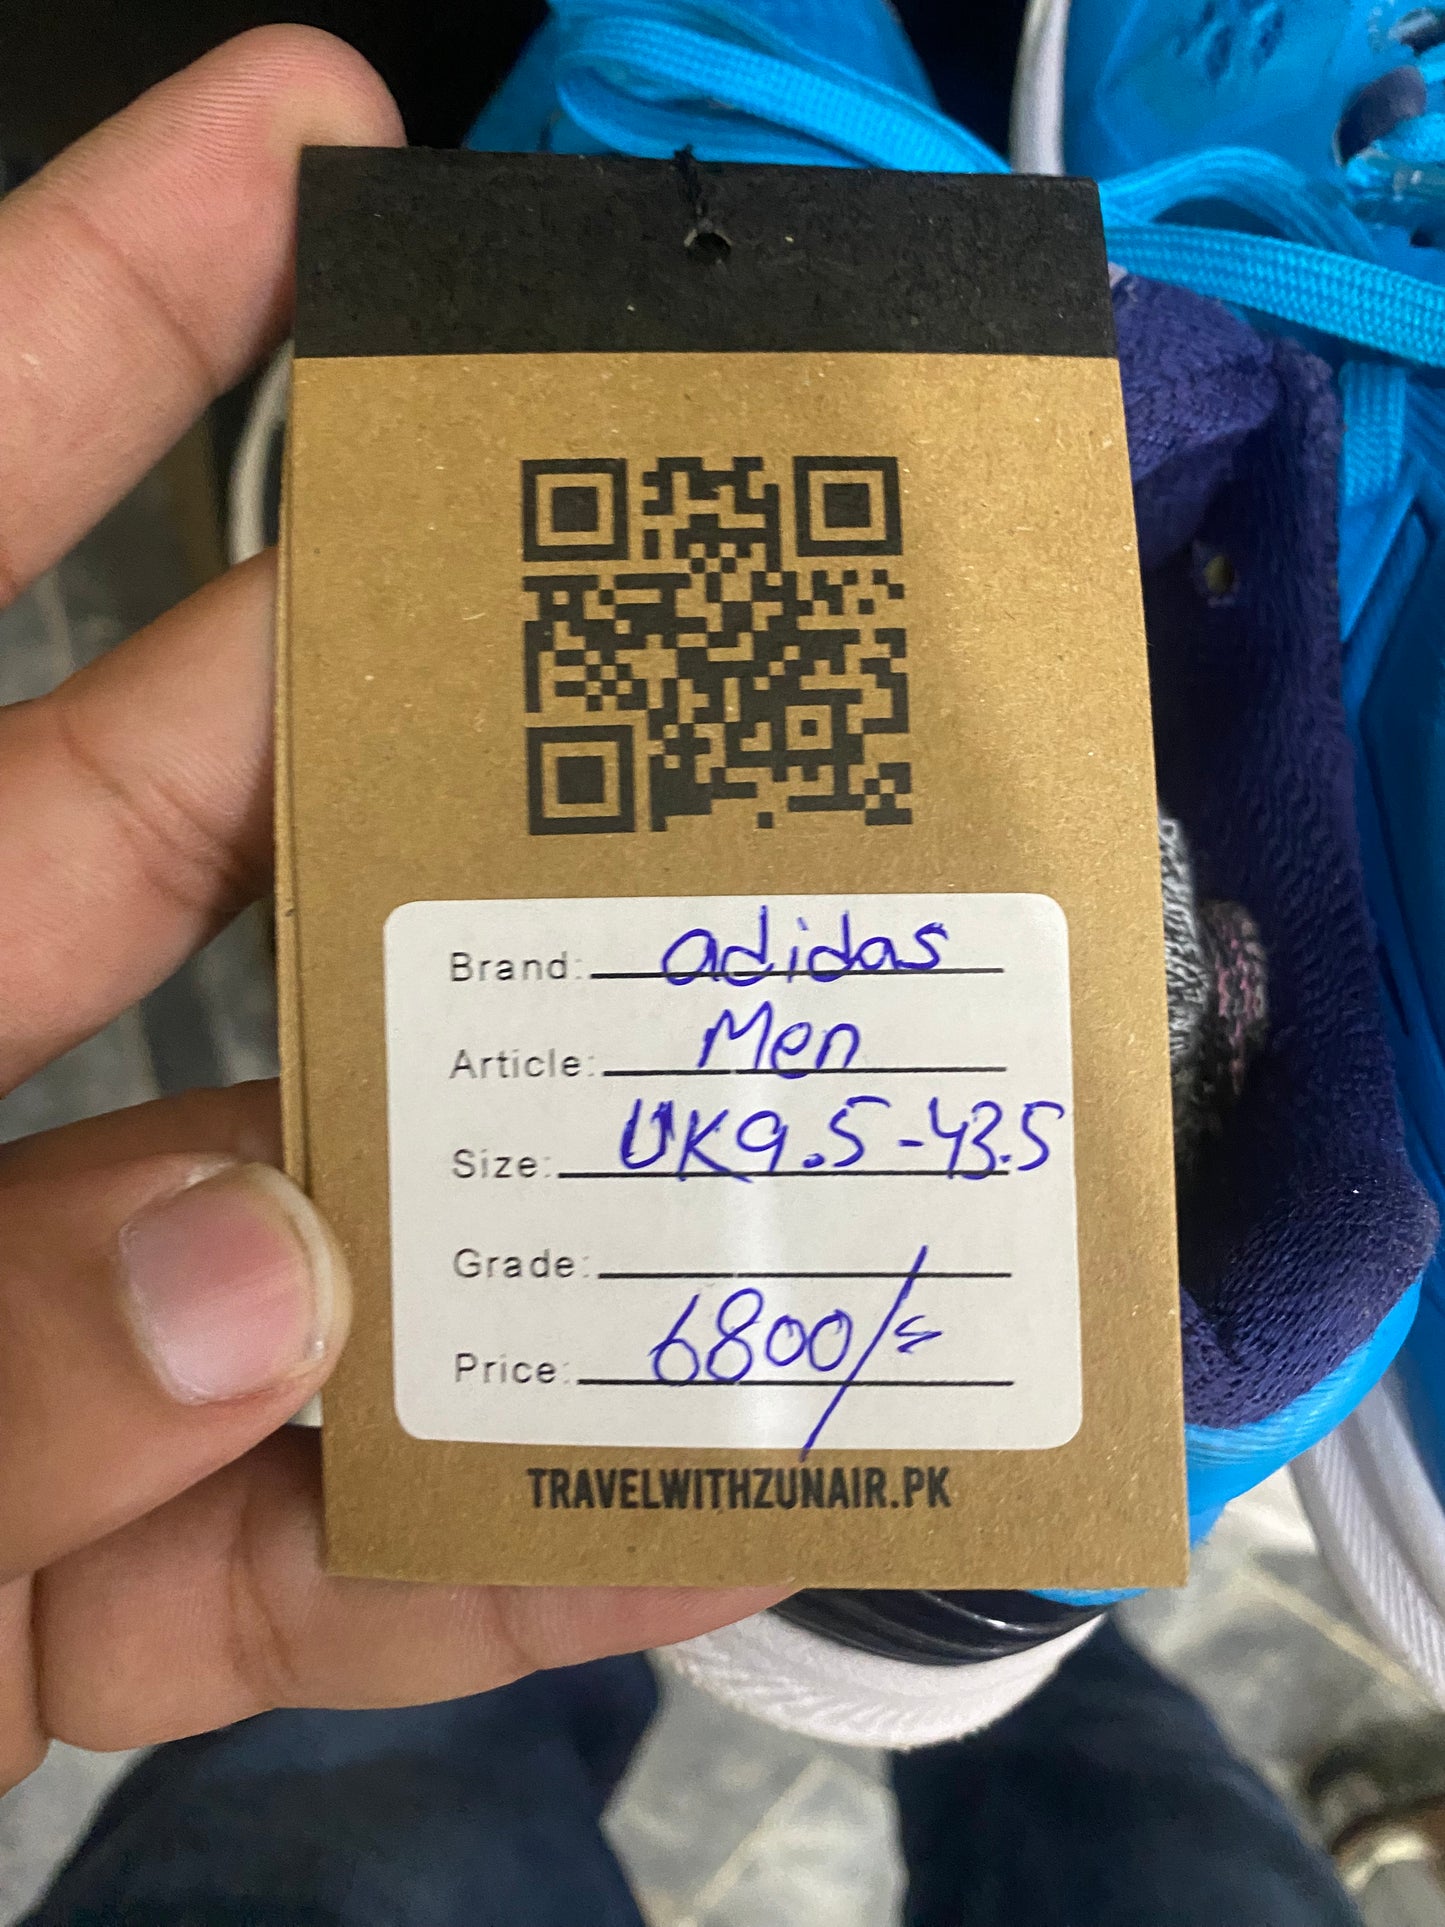 Brand: adidas
Article: Men
Size: UK9.5-43.5
Grade:
Price: 6800/=
TRAVELWITHZUNAIR.PK